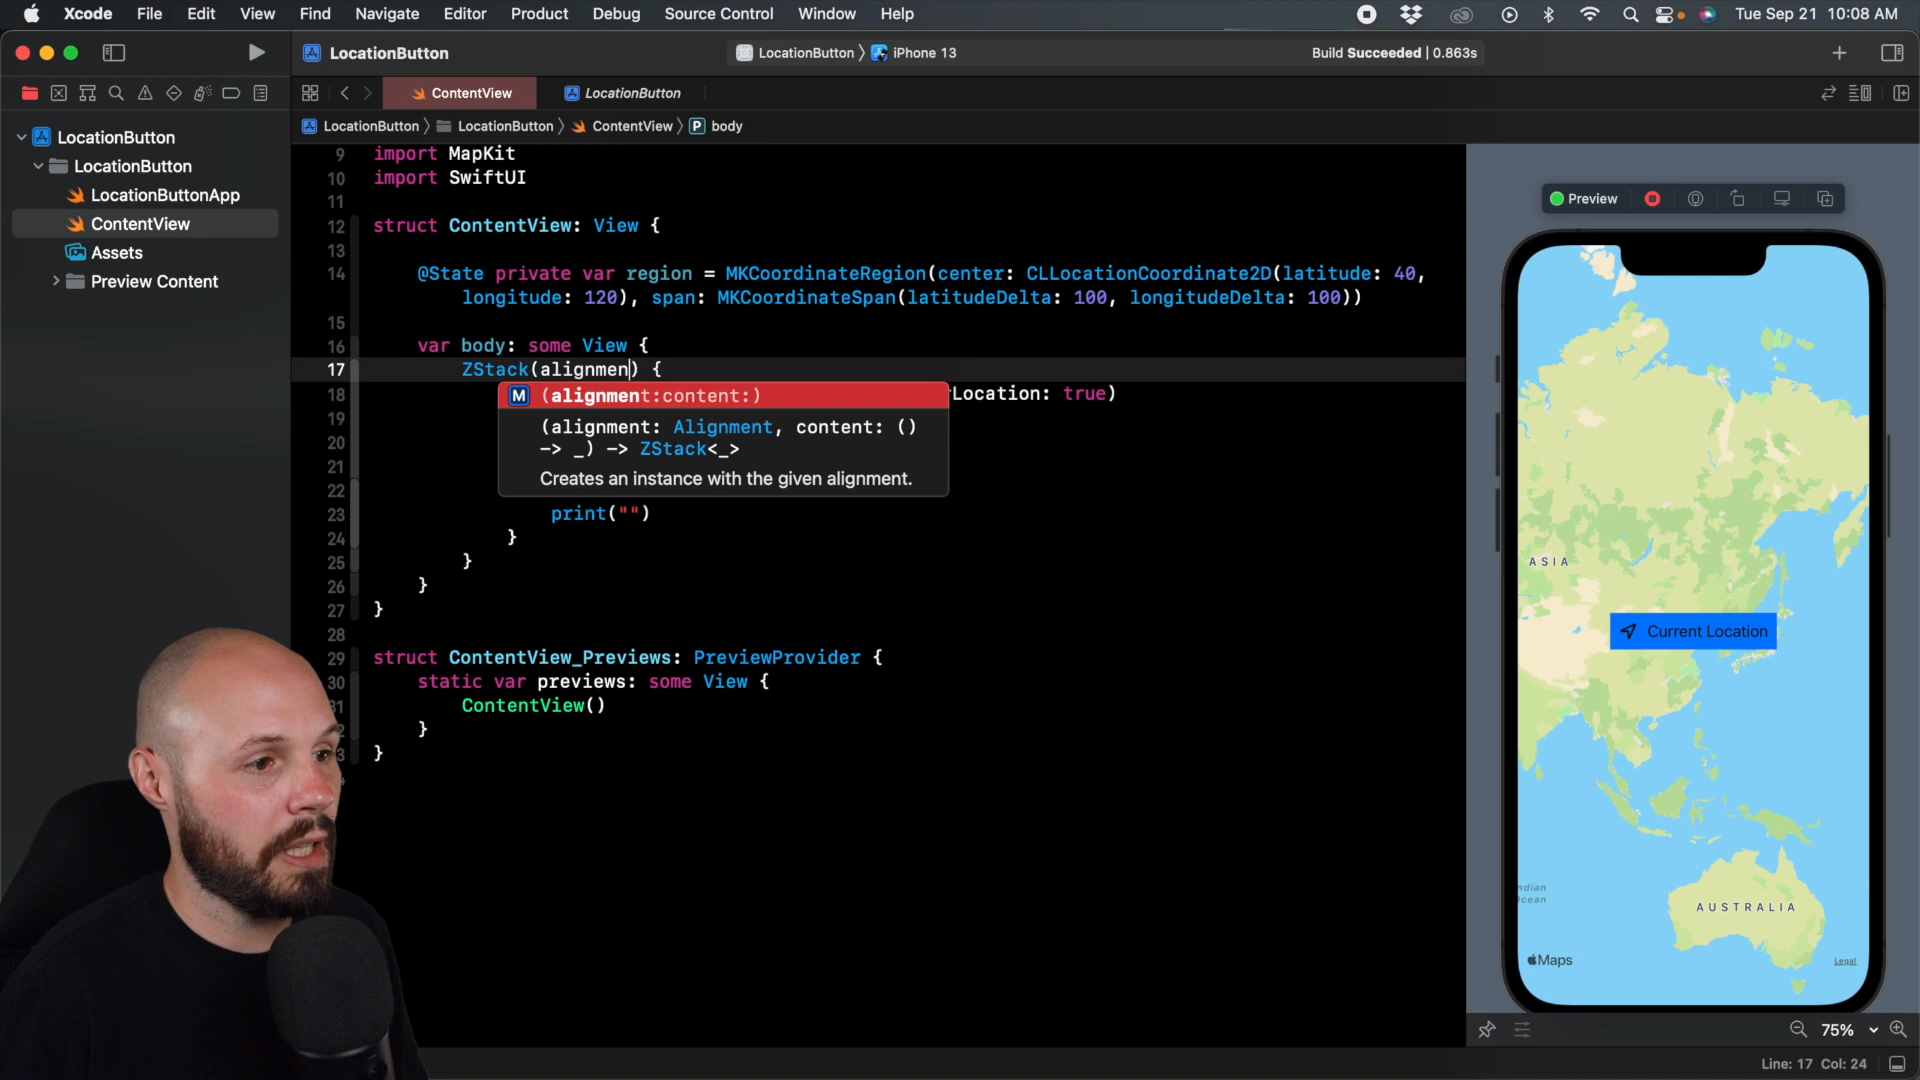 Xcode File Edit View Find Navigate Editor Product Debug Source Control Window Help Tue Sep 21 10:08 AM
LocationButton LocationButton 〉 iPhone 13 Build Succeeded | 0.863s
ContentView LocationButton
LocationButton 〉 LocationButton 〉 ContentView 〉 P body
LocationButton
LocationButton
LocationButtonApp
ContentView
Assets
Preview Content
9 import MapKit
10 import SwiftUI
11
12 struct ContentView: View {
13
14 @State private var region = MKCoordinateRegion(center: CLLocationCoordinate2D(latitude: 40,
longitude: 120), span: MKCoordinateSpan(latitudeDelta: 100, longitudeDelta: 100))
15
16 var body: some View {
17 ZStack(alignmen) {
18 rLocation: true)
M (alignment:content:)
(alignment: Alignment, content: ()
-> _) -> ZStack<_>
Creates an instance with the given alignment.
19
20
21
22
23 print("")
24 }
25 }
26 }
27 }
28
29 struct ContentView_Previews: PreviewProvider {
30 static var previews: some View {
31 ContentView()
2 }
3 }
Preview
ASIA
Current Location
ndian
Ocean
AUSTRALIA
Maps
Legal
75%
Line: 17 Col: 24